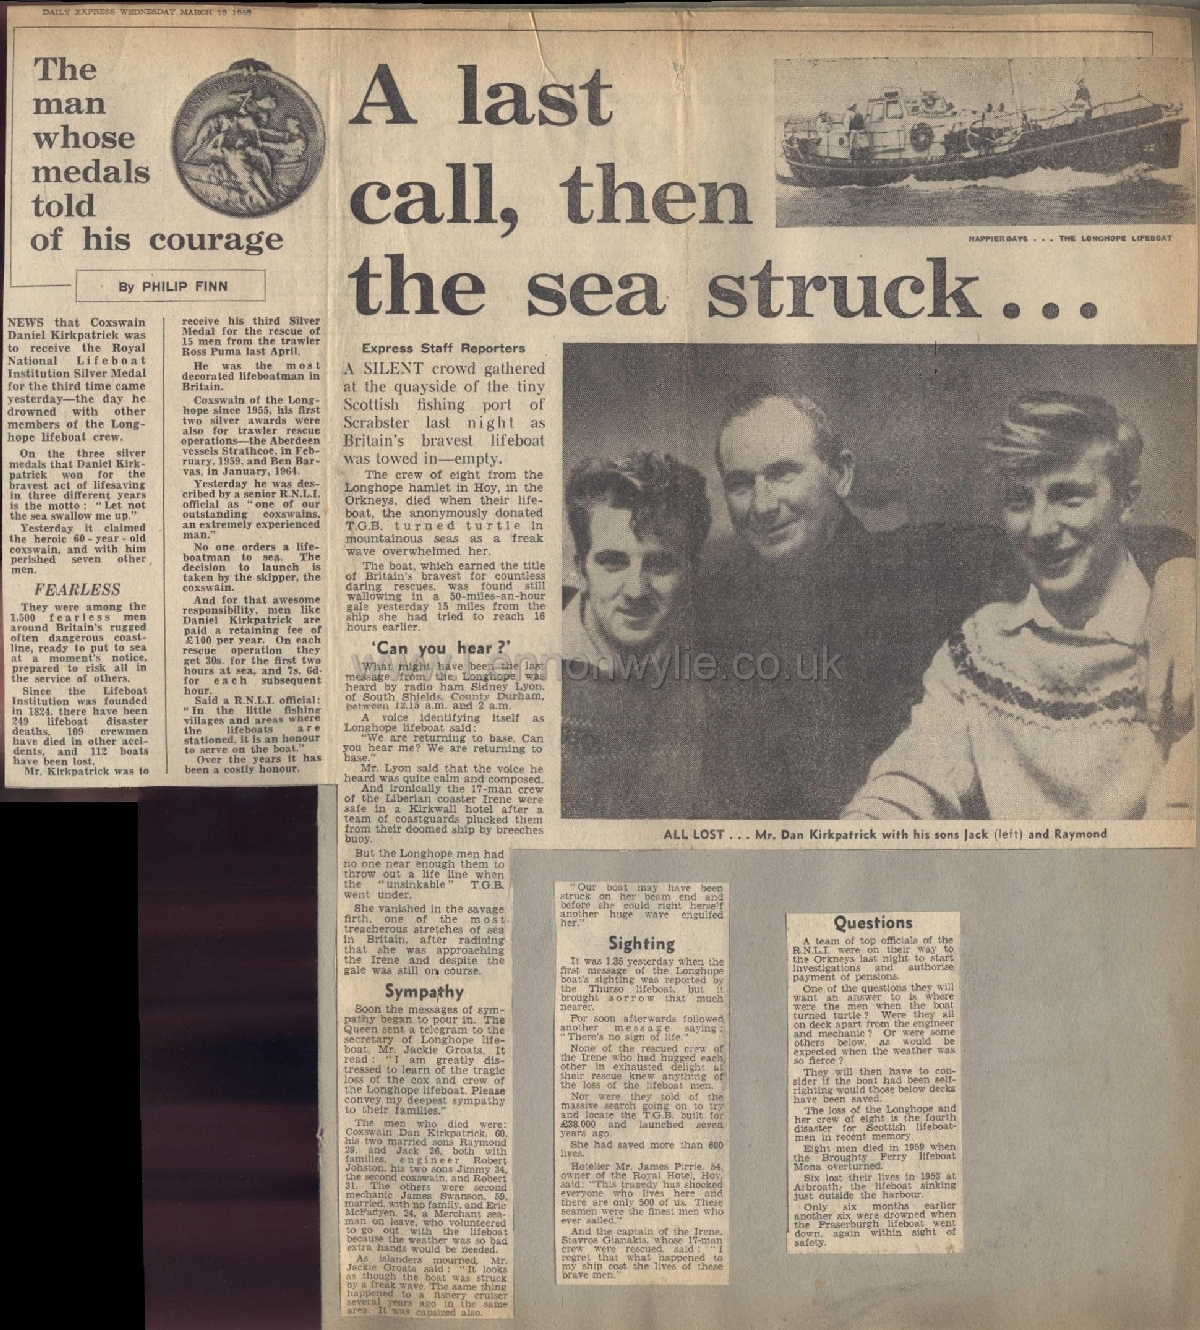 DAILY EXPRESS WEDNESDAY MARCH 19 1969
The
man
whose
medals
told
of his courage
By PHILIP FINN
NEWS that Coxswain
Daniel Kirkpatrick was
to receive the Royal
National Lifeboat
Institution Silver Medal
for the third time came
yesterday—the day he
drowned with other
members of the Long-
hope lifeboat crew.
On the three silver
medals that Daniel Kirk-
patrick won for the
bravest act of lifesaving
in three different years
is the motto: "Let not
the sea swallow me up."
Yesterday it claimed
the heroic 60-year-old
coxswain, and with him
perished seven other
men.
FEARLESS
They were among the
1,500 fearless men
around Britain's rugged
often dangerous coast-
line, ready to put to sea
at a moment's notice,
prepared to risk all in
the service of others.
Since the Lifeboat
Institution was founded
in 1824, there have been
249 lifeboat disaster
deaths, 109 crewmen
have died in other acci-
dents, and 112 boats
have been lost.
Mr. Kirkpatrick was to
receive his third Silver
Medal for the rescue of
15 men from the trawler
Ross Puma last April.
He was the most
decorated lifeboatman in
Britain.
Coxswain of the Long-
hope since 1955, his first
two silver awards were
also for trawler rescue
operations—the Aberdeen
vessels Strathcoe, in Feb-
ruary, 1959, and Ben Bar-
vas, in January, 1964.
Yesterday he was des-
cribed by a senior R.N.L.I.
official as "one of our
outstanding coxswains,
an extremely experienced
man."
No one orders a life-
boatman to sea. The
decision to launch is
taken by the skipper, the
coxswain.
And for that awesome
responsibility, men like
Daniel Kirkpatrick are
paid a retaining fee of
£100 per year. On each
rescue operation they
get 30s. for the first two
hours at sea, and 7s. 6d.
for each subsequent
hour.
Said a R.N.L.I. official:
"In the little fishing
villages and areas where
the lifeboats are
stationed, it is an honour
to serve on the boat."
Over the years it has
been a costly honour.
A last
call, then
the sea struck...
HAPPIER DAYS . . . THE LONGHOPE LIFEBOAT
Express Staff Reporters
A SILENT crowd gathered
at the quayside of the tiny
Scottish fishing port of
Scrabster last night as
Britain's bravest lifeboat
was towed in—empty.
The crew of eight from the
Longhope hamlet in Hoy, in the
Orkneys, died when their life-
boat, the anonymously donated
T.G.B. turned turtle in
mountainous seas as a freak
wave overwhelmed her.
The boat, which earned the title
of Britain's bravest for countless
daring rescues, was found still
wallowing in a 50-miles-an-hour
gale yesterday 15 miles from the
ship she had tried to reach 16
hours earlier.
'Can you hear?'
What might have been the last
message from the Longhope was
heard by radio ham Sidney Lyon,
of South Shields, County Durham,
between 12.15 a.m. and 2 a.m.
A voice identifying itself as
Longhope lifeboat said:
"We are returning to base. Can
you hear me? We are returning to
base."
Mr. Lyon said that the voice he
heard was quite calm and composed.
And ironically the 17-man crew
of the Liberian coaster Irene were
safe in a Kirkwall hotel after a
team of coastguards plucked them
from their doomed ship by breeches
buoy.
But the Longhope men had
no one near enough them to
throw out a life line when
the "unsinkable" T.G.B.
went under.
She vanished in the savage
firth, one of the most
treacherous stretches of sea
in Britain, after radioing
that she was approaching
the Irene and despite the
gale was still on course.
Sympathy
Soon the messages of sym-
pathy began to pour in. The
Queen sent a telegram to the
secretary of Longhope life-
boat, Mr. Jackie Groats. It
read: "I am greatly dis-
tressed to learn of the tragic
loss of the cox and crew of
the Longhope lifeboat. Please
convey my deepest sympathy
to their families."
The men who died were:
Coxswain Dan Kirkpatrick, 60,
his two married sons Raymond
29, and Jack 26, both with
families, engineer Robert
Johston, his two sons Jimmy 34,
the second coxswain, and Robert
31. The others were second
mechanic James Swanson, 59,
married, with no family, and Eric
McFadyen, 24, a Merchant sea-
man on leave, who volunteered
to go out with the lifeboat
because the weather was so bad
extra hands would be needed.
As islanders mourned, Mr.
Jackie Groats said: "It looks
as though the boat was struck
by a freak wave. The same thing
happened to a fishery cruiser
several years ago in the same
area. It was capsized also.
ALL LOST . . . Mr. Dan Kirkpatrick with his sons Jack (left) and Raymond
"Our boat may have been
struck on her beam end and
before she could right herself
another huge wave engulfed
her."
Sighting
It was 1.35 yesterday when the
first message of the Longhope
boat's sighting was reported by
the Thurso lifeboat, but it
brought sorrow that much
nearer.
For soon afterwards followed
another message saying:
"There's no sign of life."
None of the rescued crew of
the Irene who had hugged each
other in exhausted delight at
their rescue knew anything of
the loss of the lifeboat men.
Nor were they told of the
massive search going on to try
and locate the T.G.B. built for
£38,000 and launched seven
years ago.
She had saved more than 600
lives.
Hotelier Mr. James Pirrie, 54,
owner of the Royal Hotel, Hoy,
said: "This tragedy has shocked
everyone who lives here and
there are only 500 of us. These
seamen were the finest men who
ever sailed."
And the captain of the Irene,
Stavros Gianakis, whose 17-man
crew were rescued, said: "I
regret that what happened to
my ship cost the lives of these
brave men."
Questions
A team of top officials of the
R.N.L.I. were on their way to
the Orkneys last night to start
investigations and authorise
payment of pensions.
One of the questions they will
want an answer to is where
were the men when the boat
turned turtle? Were they all
on deck apart from the engineer
and mechanic? Or were some
others below, as would be
expected when the weather was
so fierce?
They will then have to con-
sider if the boat had been self-
righting would those below decks
have been saved.
The loss of the Longhope and
her crew of eight is the fourth
disaster for Scottish lifeboat-
men in recent memory.
Eight men died in 1959 when
the Broughty Ferry lifeboat
Mona overturned.
Six lost their lives in 1953 at
Arbroath, the lifeboat sinking
just outside the harbour.
Only six months earlier
another six were drowned when
the Fraserburgh lifeboat went
down, again within sight of
safety.